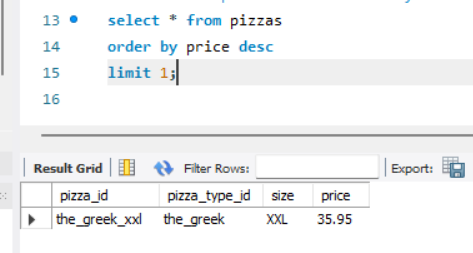 13 select * from pizzas
14 order by price desc
15 limit 1;
16
Result Grid Filter Rows: Export:
pizza_id pizza_type_id size price
the_greek_xxl the_greek XXL 35.95